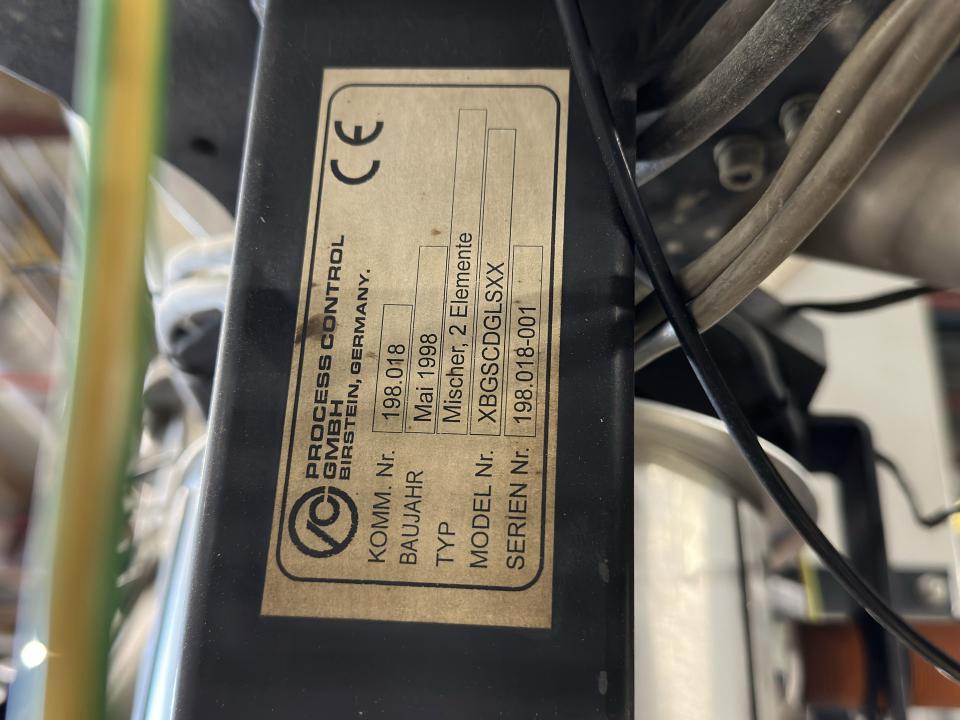 CE
PROCESS CONTROL
GMBH
BIRSTEIN, GERMANY.
KOMM. Nr. 198.018
BAUJAHR Mai 1998
TYP Mischer, 2 Elemente
MODEL Nr. XBGSCDGLSXX
SERIEN Nr. 198.018-001